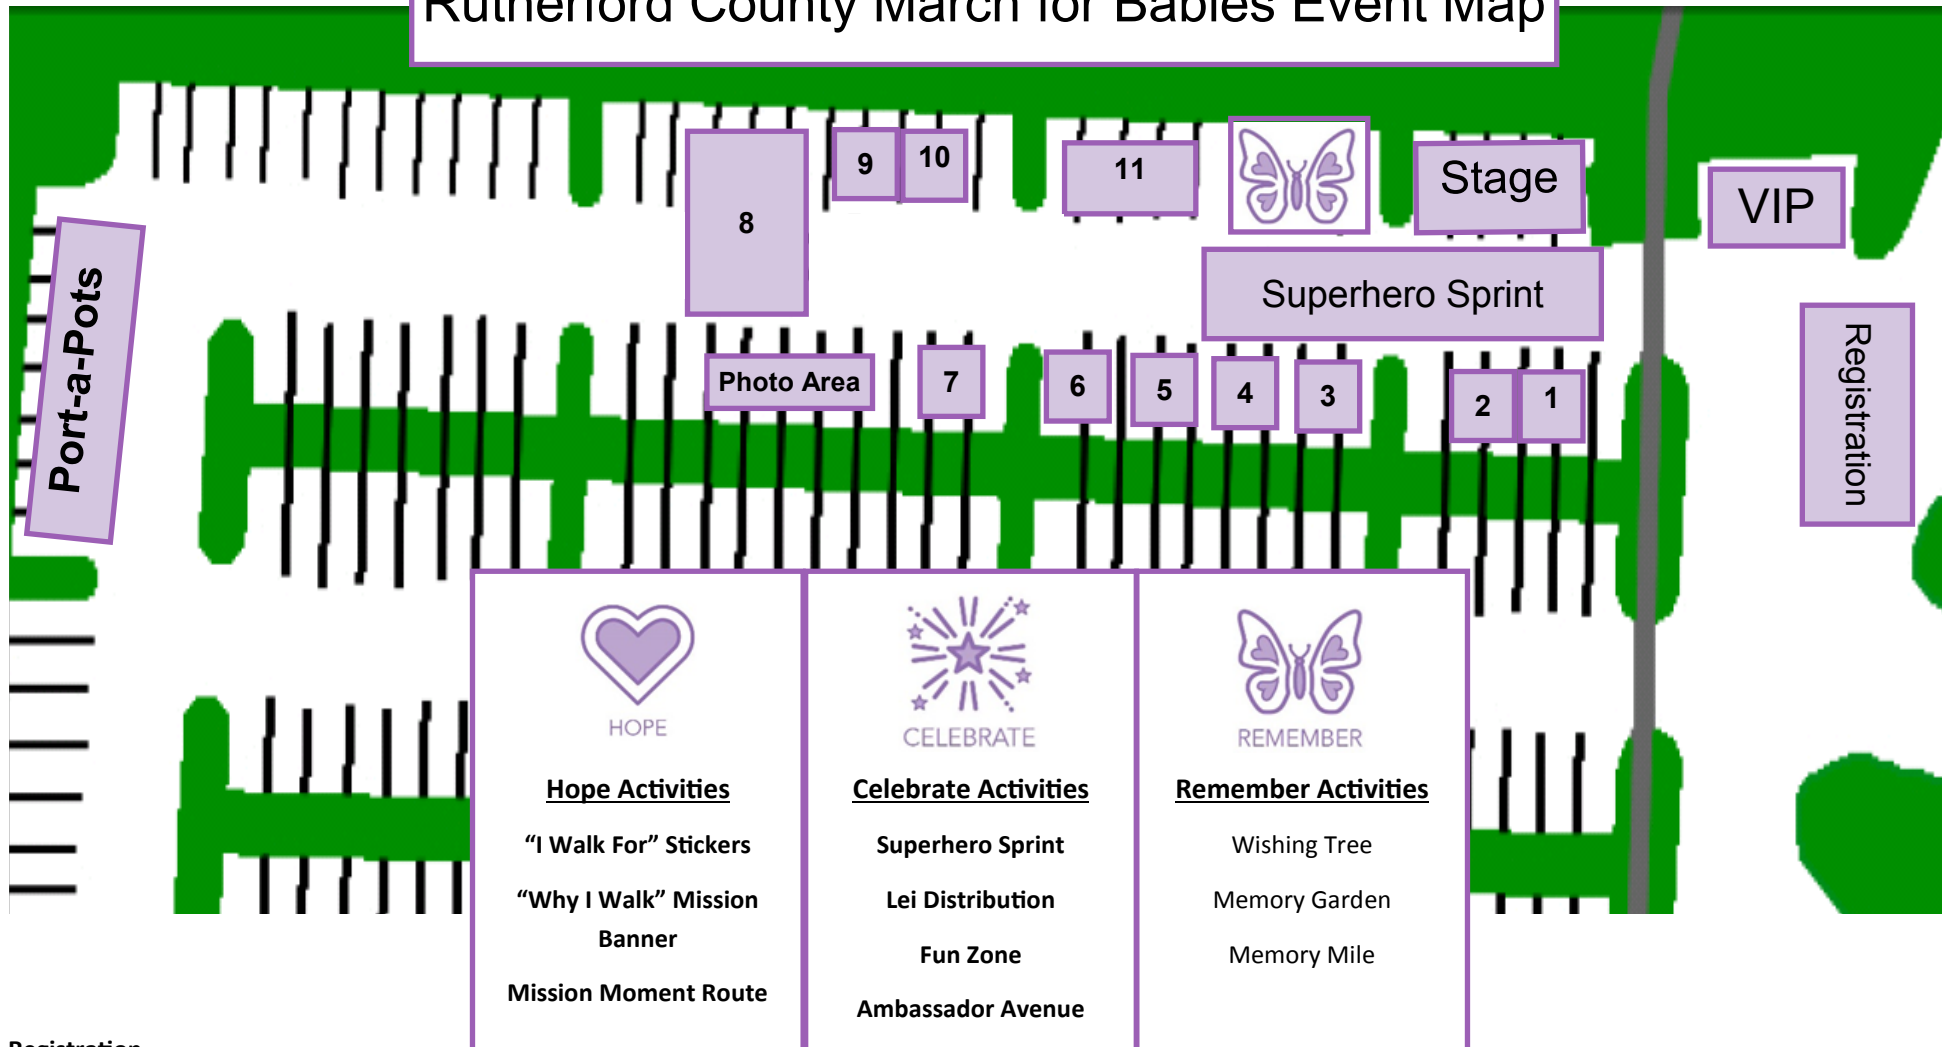 Rutherford County March for Babies Event Map
9
10
11
Stage
VIP
8
Port-a-Pots
Superhero Sprint
Registration
Photo Area
7
6
5
4
3
2
1
HOPE
Hope Activities
“I Walk For” Stickers
“Why I Walk” Mission
Banner
Mission Moment Route
CELEBRATE
Celebrate Activities
Superhero Sprint
Lei Distribution
Fun Zone
Ambassador Avenue
REMEMBER
Remember Activities
Wishing Tree
Memory Garden
Memory Mile
Registration